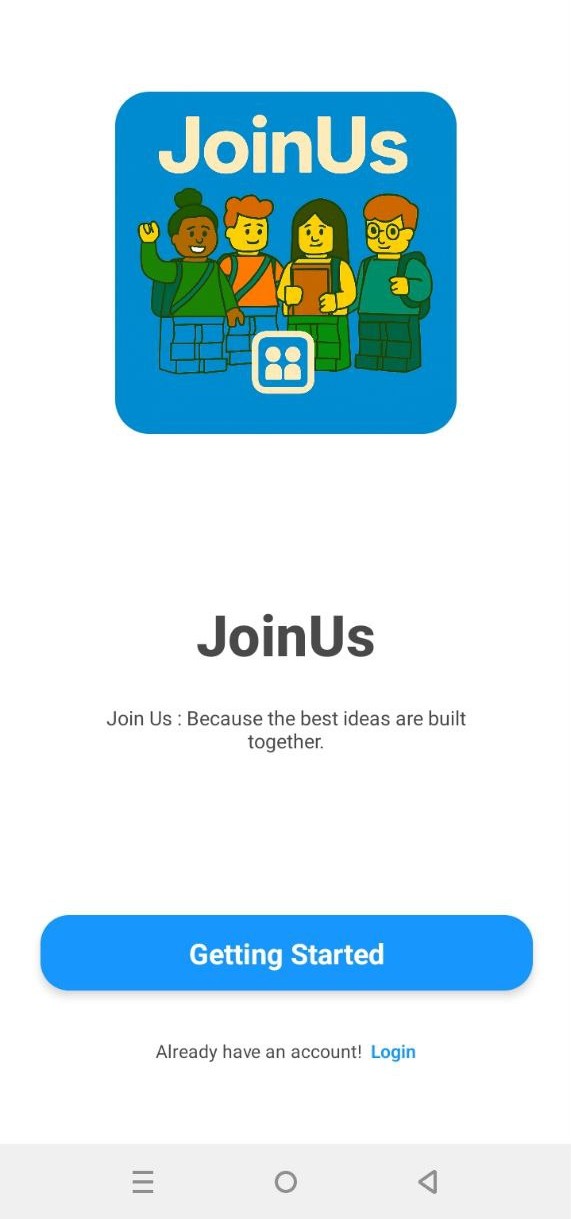 JoinUs
JoinUs
Join Us : Because the best ideas are built
together.
Getting Started
Already have an account! Login